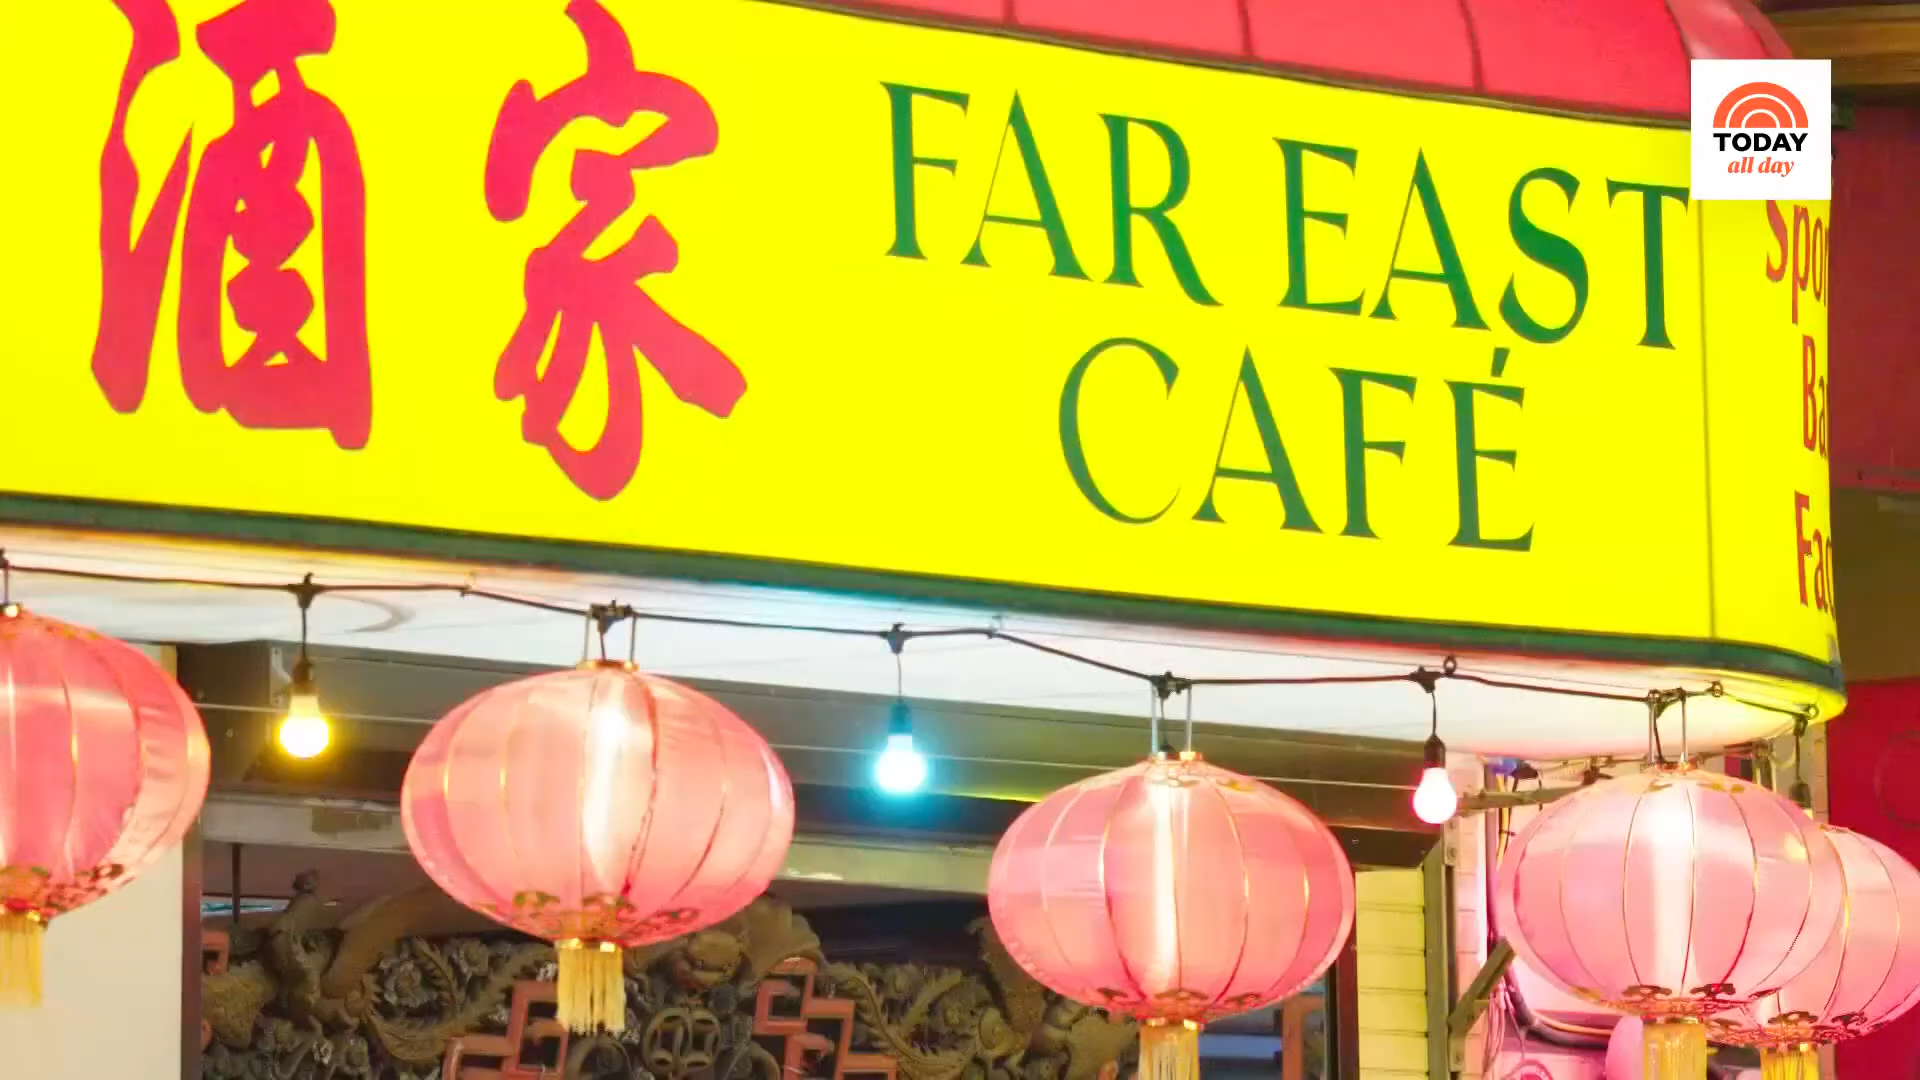 酒家
FAR EAST
CAFÉ
TODAY
all day